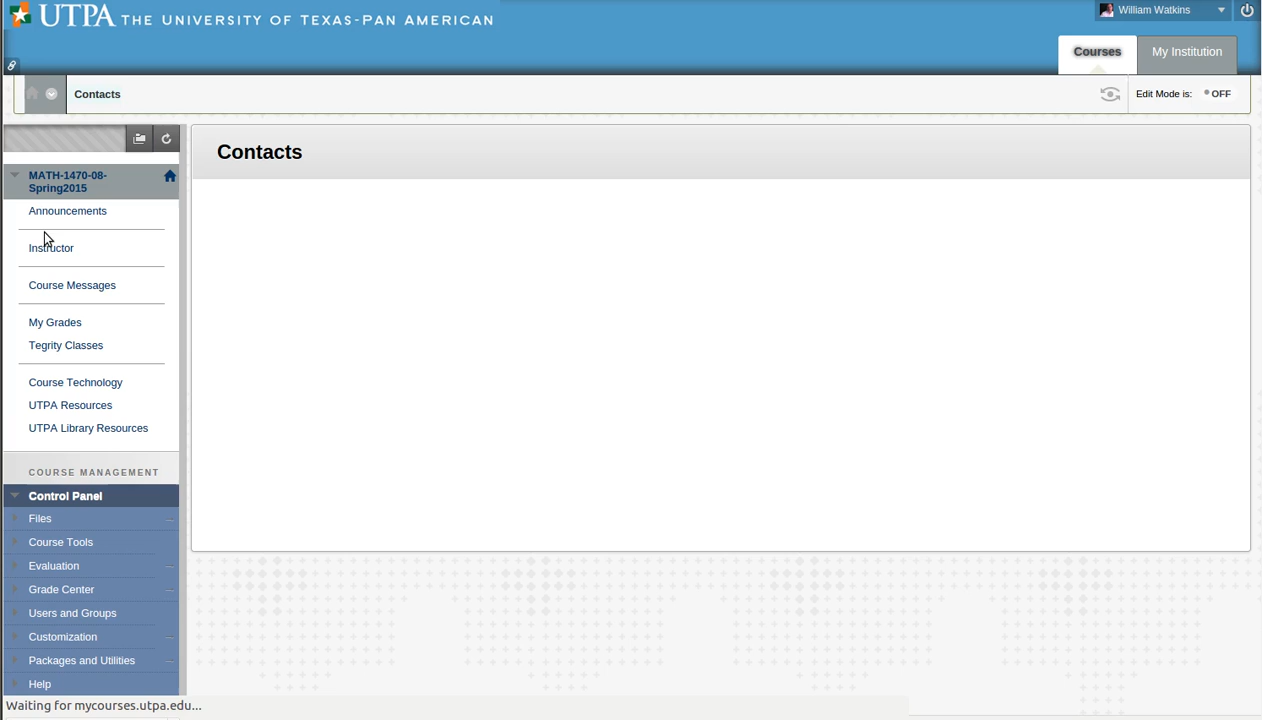 UTPA THE UNIVERSITY OF TEXAS-PAN AMERICAN
William Watkins
Courses
My Institution
Contacts
Edit Mode is: OFF
Contacts
MATH-1470-08-
Spring2015
Announcements
Instructor
Course Messages
My Grades
Tegrity Classes
Course Technology
UTPA Resources
UTPA Library Resources
COURSE MANAGEMENT
Control Panel
Files
Course Tools
Evaluation
Grade Center
Users and Groups
Customization
Packages and Utilities
Help
Waiting for mycourses.utpa.edu...